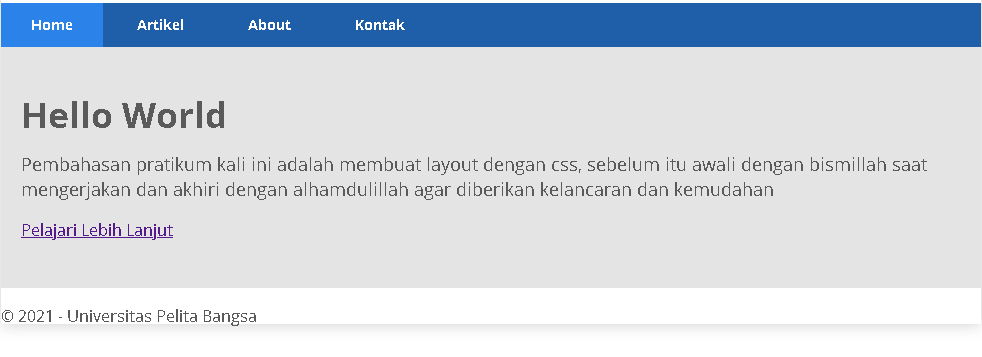 Home Artikel About Kontak
Hello World
Pembahasan pratikum kali ini adalah membuat layout dengan css, sebelum itu awali dengan bismillah saat
mengerjakan dan akhiri dengan alhamdulillah agar diberikan kelancaran dan kemudahan
Pelajari Lebih Lanjut
© 2021 - Universitas Pelita Bangsa